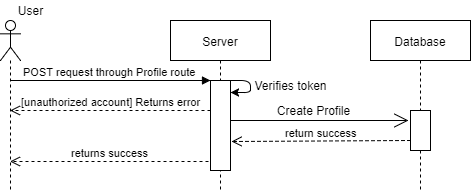 User
Server
Database
POST request through Profile route
Verifies token
[unauthorized account] Returns error
Create Profile
return success
returns success